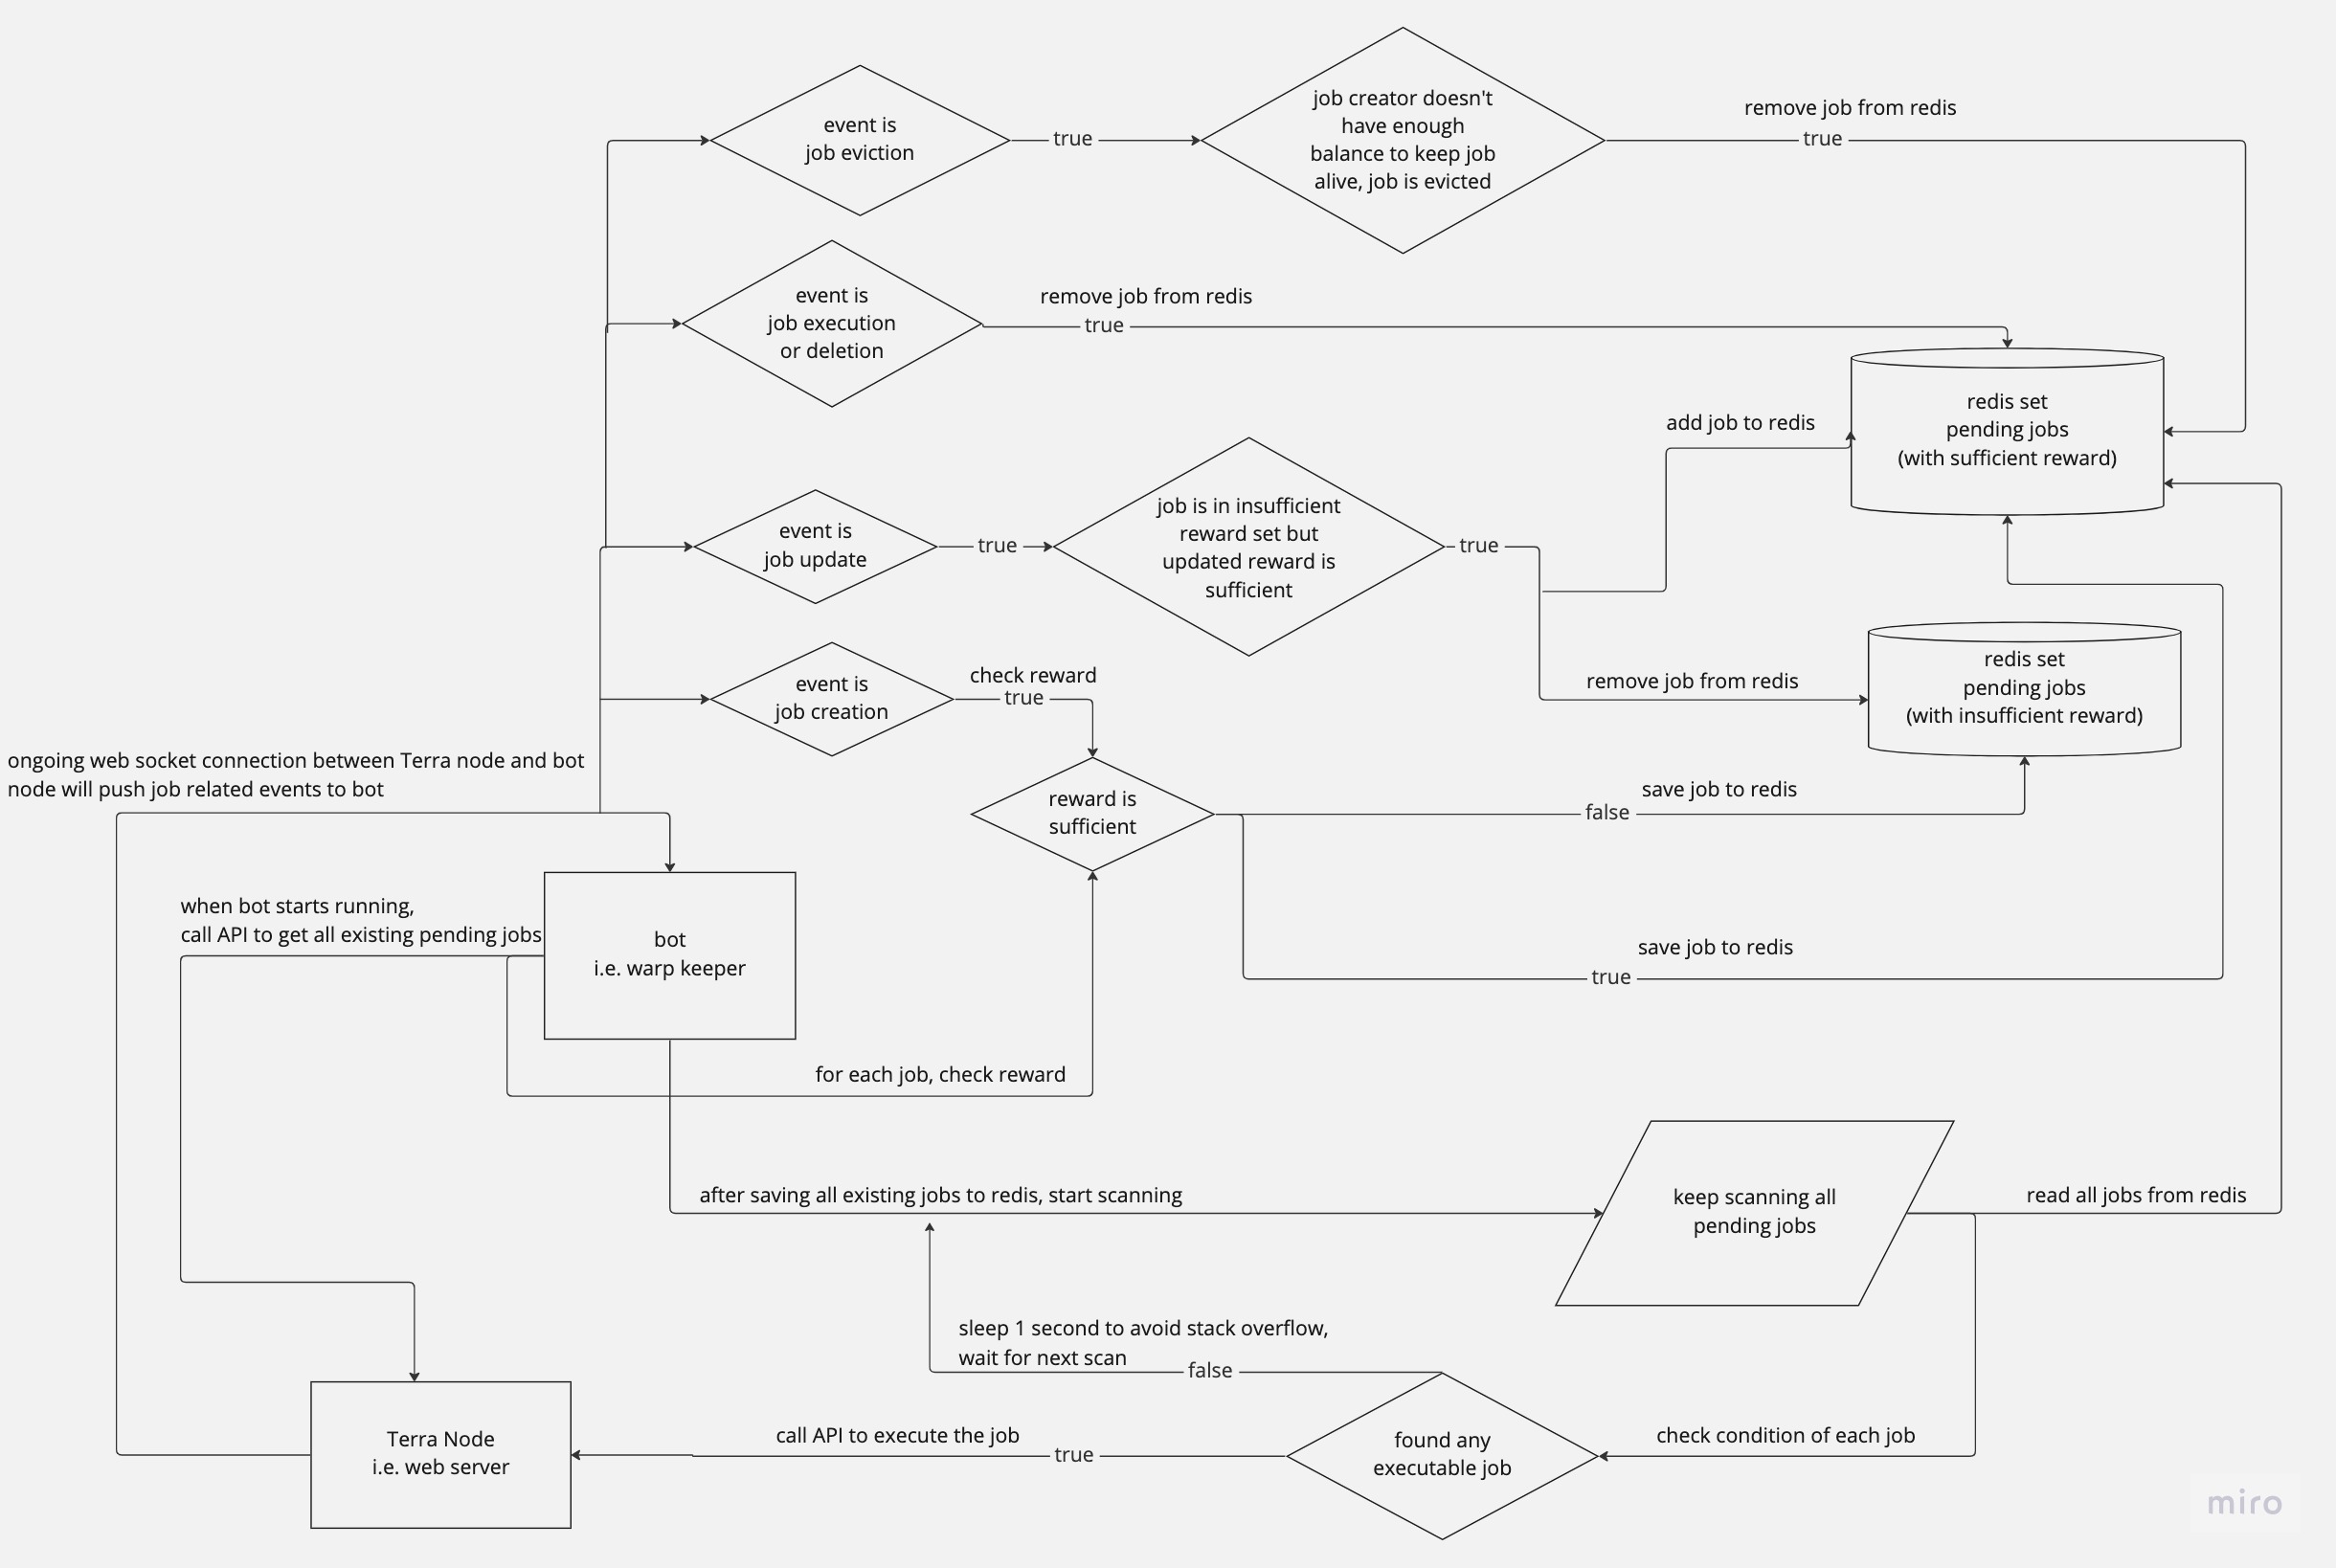 event is
job eviction
true
job creator doesn't
have enough
balance to keep job
alive, job is evicted
remove job from redis
true
event is
job execution
or deletion
remove job from redis
true
redis set
pending jobs
(with sufficient reward)
add job to redis
event is
job update
true
job is in insufficient
reward set but
updated reward is
sufficient
true
remove job from redis
redis set
pending jobs
(with insufficient reward)
event is
job creation
check reward
true
ongoing web socket connection between Terra node and bot
node will push job related events to bot
reward is
sufficient
save job to redis
false
when bot starts running,
call API to get all existing pending jobs
bot
i.e. warp keeper
save job to redis
true
for each job, check reward
after saving all existing jobs to redis, start scanning
keep scanning all
pending jobs
read all jobs from redis
sleep 1 second to avoid stack overflow,
wait for next scan
false
Terra Node
i.e. web server
call API to execute the job
true
found any
executable job
check condition of each job
miro